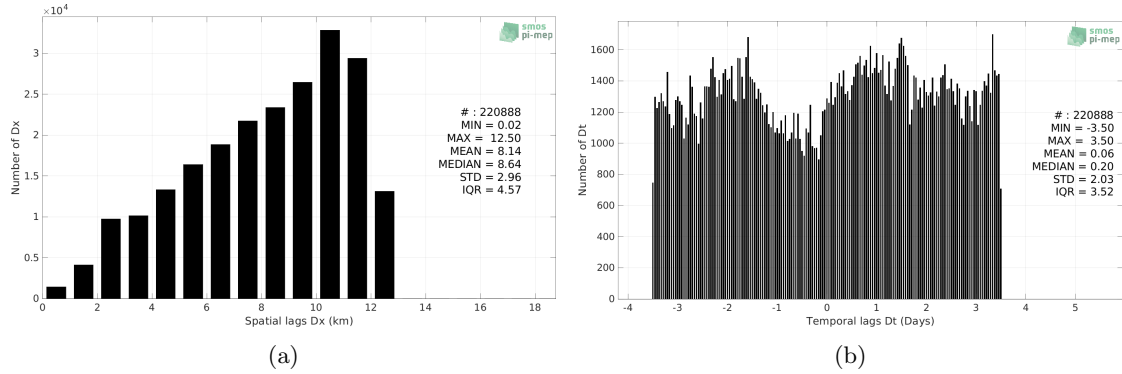 ×10⁴
3
2.5
2
1.5
1
0.5
0
0 2 4 6 8 10 12 14 16 18
Number of Dx
Spatial lags Dx (km)
smos
pi-mep
# : 220888
MIN = 0.02
MAX = 12.50
MEAN = 8.14
MEDIAN = 8.64
STD = 2.96
IQR = 4.57
(a)
1600
1400
1200
1000
800
600
400
200
0
-4 -3 -2 -1 0 1 2 3 4 5
Number of Dt
Temporal lags Dt (Days)
smos
pi-mep
# : 220888
MIN = -3.50
MAX = 3.50
MEAN = 0.06
MEDIAN = 0.20
STD = 2.03
IQR = 3.52
(b)